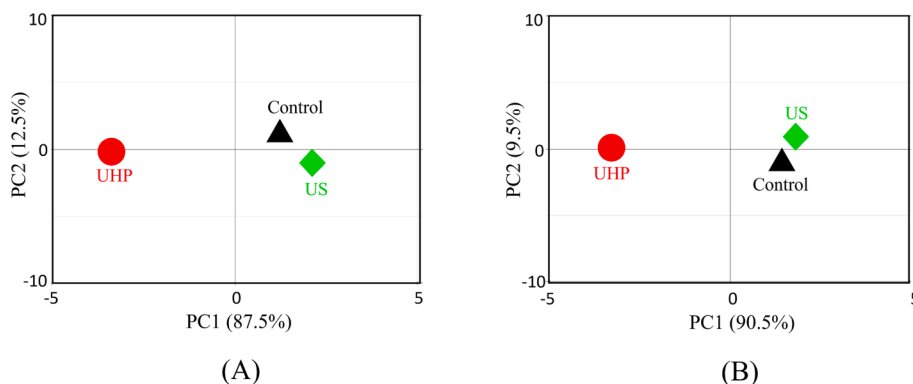 10
PC2 (12.5%)
0
-10
Control
UHP
US
-5
0
5
PC1 (87.5%)
(A)
10
PC2 (9.5%)
0
-10
US
UHP
Control
-5
0
5
PC1 (90.5%)
(B)